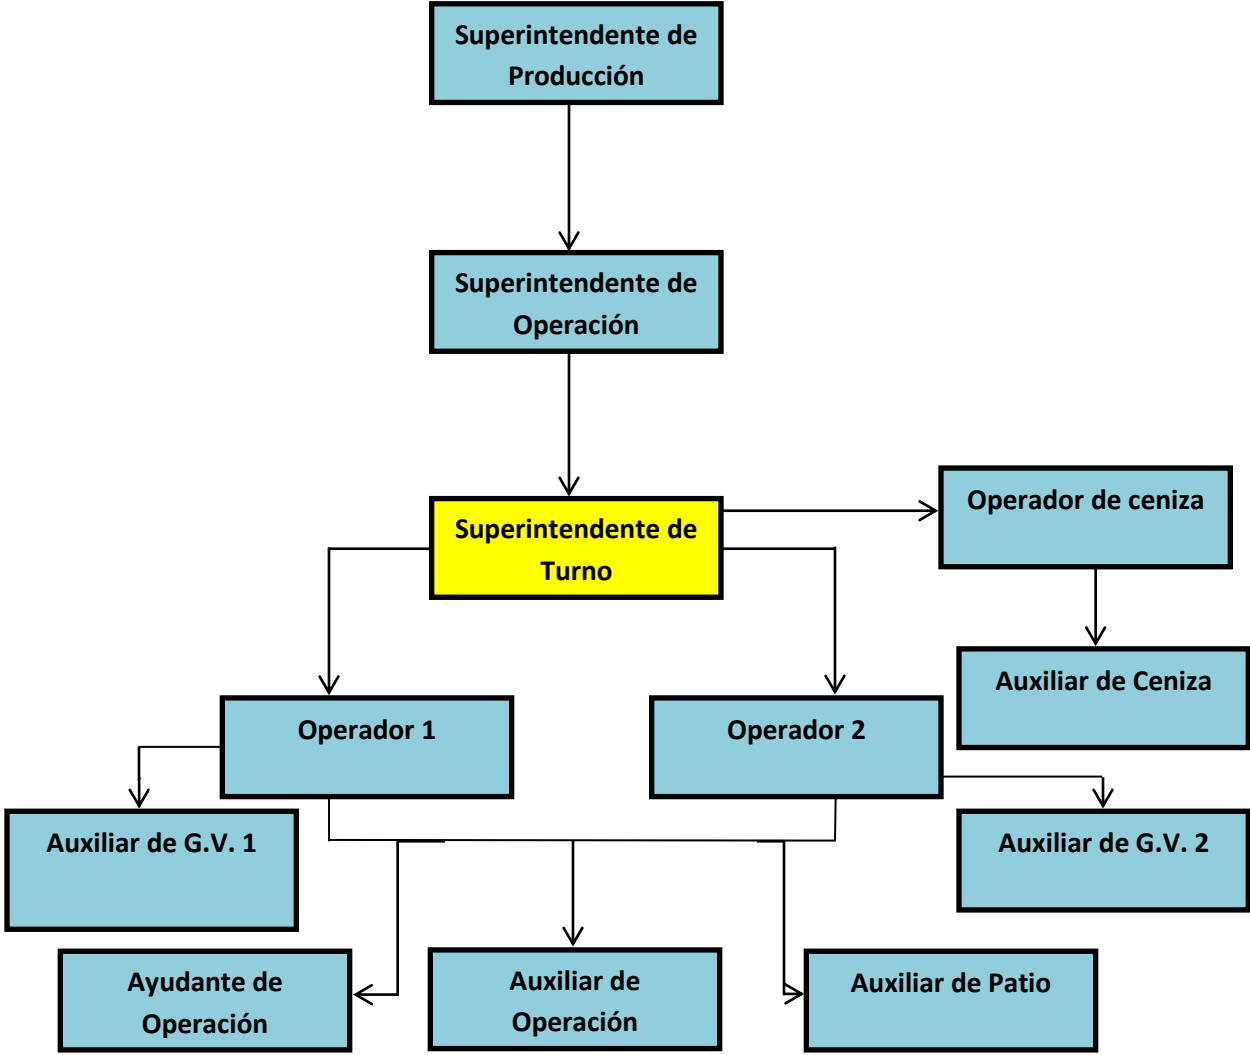 Superintendente de
Producción
Superintendente de
Operación
Superintendente de
Turno
Operador de ceniza
Auxiliar de Ceniza
Operador 1
Operador 2
Auxiliar de G.V. 1
Auxiliar de G.V. 2
Ayudante de
Operación
Auxiliar de
Operación
Auxiliar de Patio